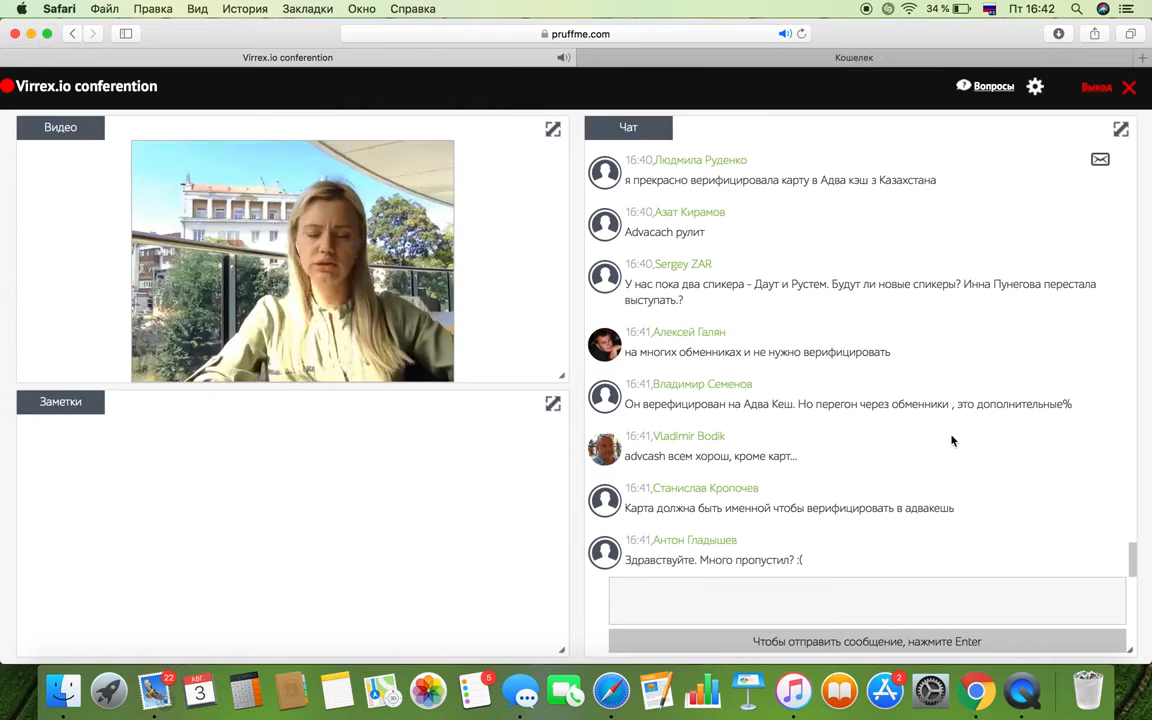 Safari Файл Правка Вид История Закладки Окно Справка 34 % Пт 16:42
pruffme.com
Virrex.io conferention Кошелек
Virrex.io conferention Вопросы Выход
Видео
Чат
16:40,Людмила Руденко
я прекрасно верифицировала карту в Адва кэш з Казахстана
16:40,Азат Кирамов
Advacach рулит
16:40,Sergey ZAR
У нас пока два спикера - Даут и Рустем. Будут ли новые спикеры? Инна Пунегова перестала
выступать.?
16:41,Алексей Галян
на многих обменниках и не нужно верифицировать
16:41,Владимир Семенов
Он верефицирован на Адва Кеш. Но перегон через обменники , это дополнительные%
16:41,Vladimir Bodik
advcash всем хорош, кроме карт...
16:41,Станислав Кропочев
Карта должна быть именной чтобы верифицировать в адвакешь
16:41,Антон Гладышев
Здравствуйте. Много пропустил? :(
Чтобы отправить сообщение, нажмите Enter
Заметки
22
АВГ.
3
5
2